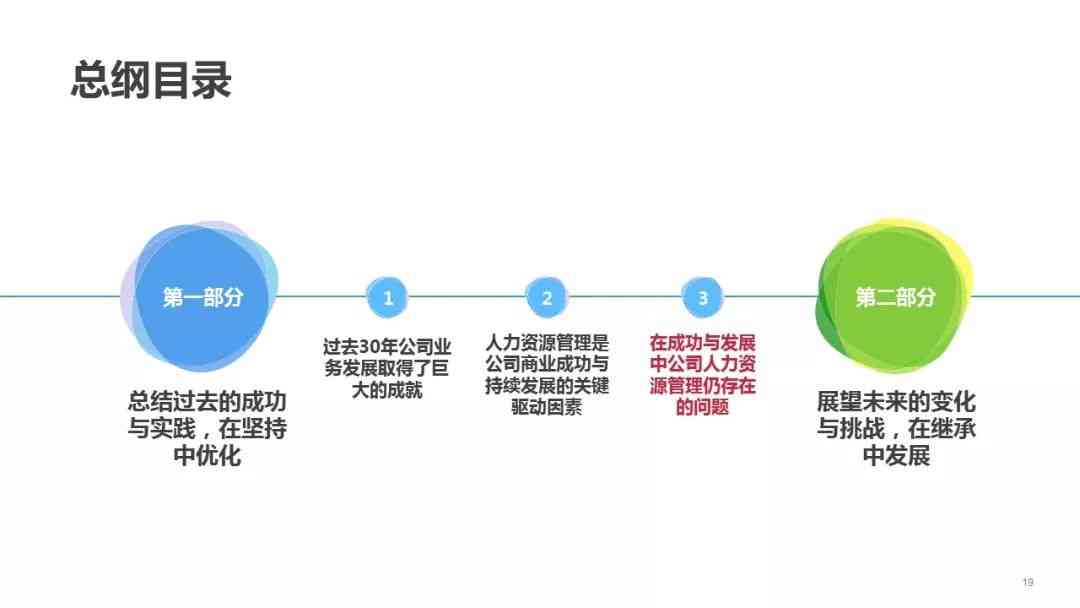 总纲目录
第一部分
总结过去的成功
与实践，在坚持
中优化
1
过去30年公司业
务发展取得了巨
大的成就
2
人力资源管理是
公司商业成功与
持续发展的关键
驱动因素
3
在成功与发展
中公司人力资
源管理仍存在
的问题
第二部分
展望未来的变化
与挑战，在继承
中发展
19